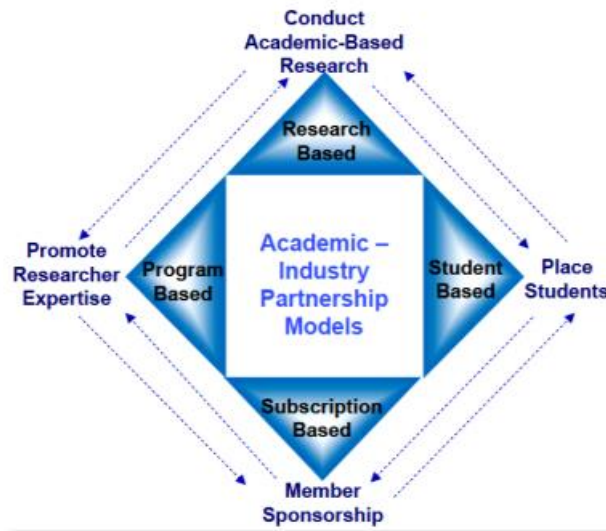 Conduct
Academic-Based
Research
Research
Based
Promote
Researcher
Expertise
Program
Based
Academic –
Industry
Partnership
Models
Student
Based
Place
Students
Subscription
Based
Member
Sponsorship